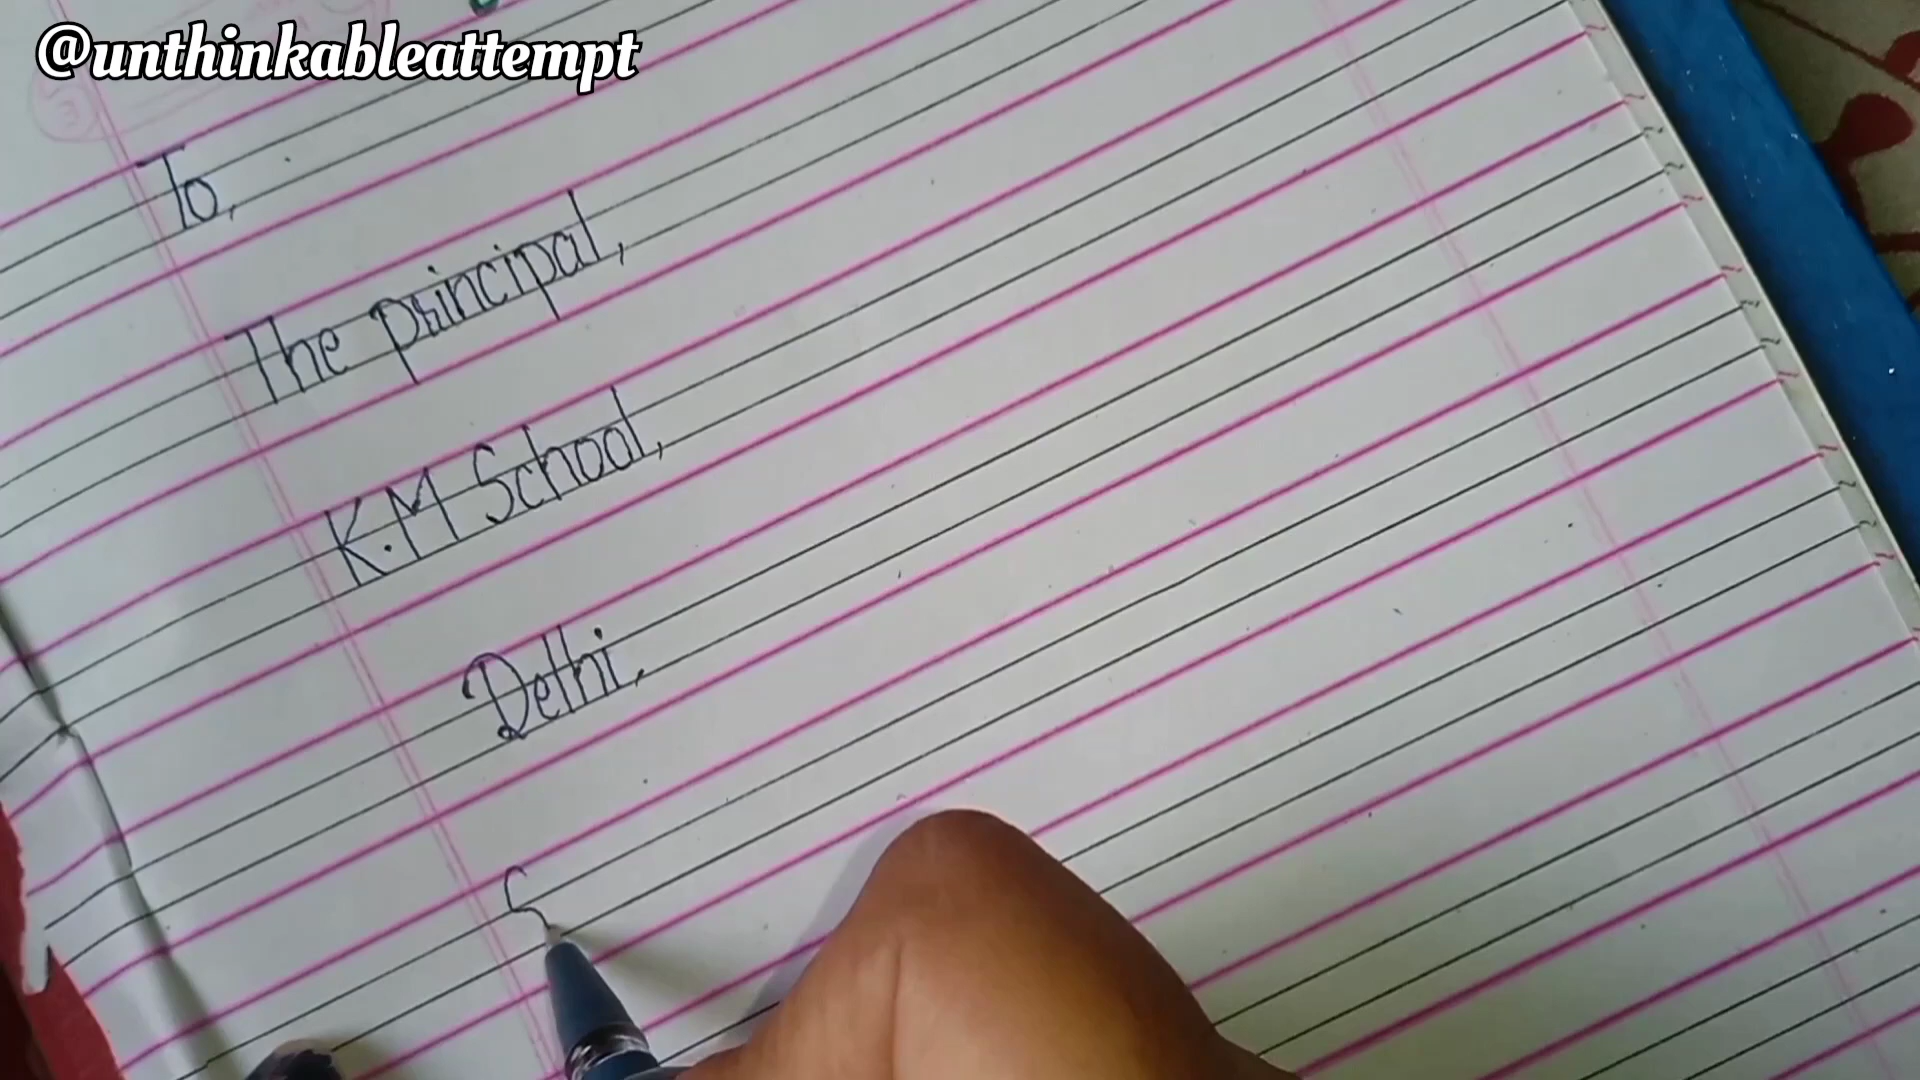 @unthinkableattempt
To,
The principal,
K.M School,
Delhi,
S